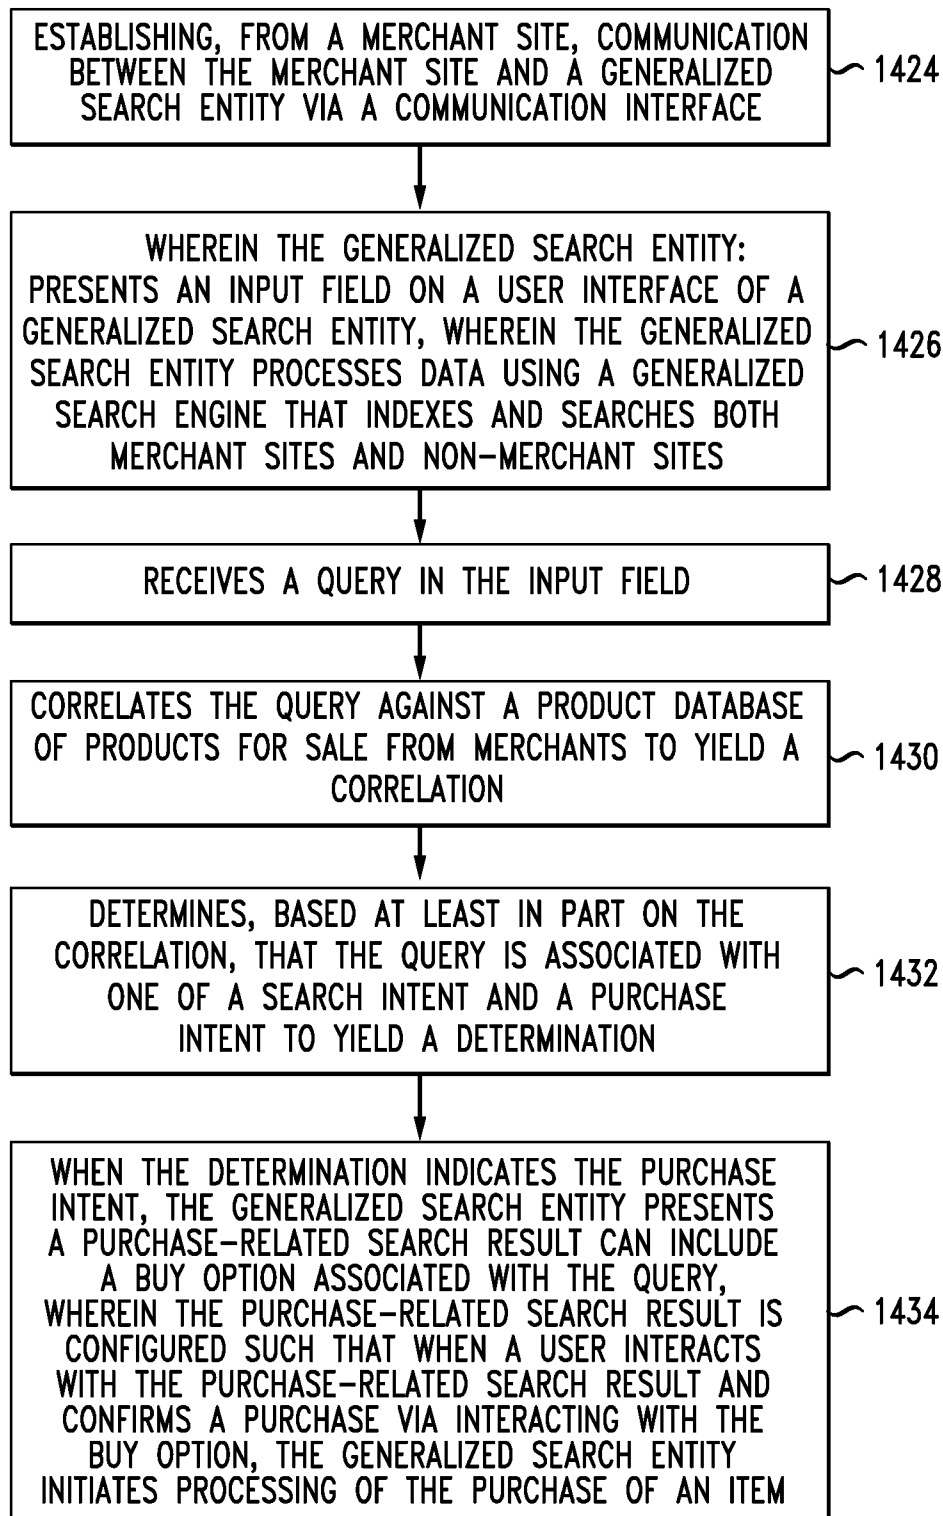 ESTABLISHING, FROM A MERCHANT SITE, COMMUNICATION
BETWEEN THE MERCHANT SITE AND A GENERALIZED
SEARCH ENTITY VIA A COMMUNICATION INTERFACE
1424
WHEREIN THE GENERALIZED SEARCH ENTITY:
PRESENTS AN INPUT FIELD ON A USER INTERFACE OF A
GENERALIZED SEARCH ENTITY, WHEREIN THE GENERALIZED
SEARCH ENTITY PROCESSES DATA USING A GENERALIZED
SEARCH ENGINE THAT INDEXES AND SEARCHES BOTH
MERCHANT SITES AND NON-MERCHANT SITES
1426
RECEIVES A QUERY IN THE INPUT FIELD
1428
CORRELATES THE QUERY AGAINST A PRODUCT DATABASE
OF PRODUCTS FOR SALE FROM MERCHANTS TO YIELD A
CORRELATION
1430
DETERMINES, BASED AT LEAST IN PART ON THE
CORRELATION, THAT THE QUERY IS ASSOCIATED WITH
ONE OF A SEARCH INTENT AND A PURCHASE
INTENT TO YIELD A DETERMINATION
1432
WHEN THE DETERMINATION INDICATES THE PURCHASE
INTENT, THE GENERALIZED SEARCH ENTITY PRESENTS
A PURCHASE-RELATED SEARCH RESULT CAN INCLUDE
A BUY OPTION ASSOCIATED WITH THE QUERY,
WHEREIN THE PURCHASE-RELATED SEARCH RESULT IS
CONFIGURED SUCH THAT WHEN A USER INTERACTS
WITH THE PURCHASE-RELATED SEARCH RESULT AND
CONFIRMS A PURCHASE VIA INTERACTING WITH THE
BUY OPTION, THE GENERALIZED SEARCH ENTITY
INITIATES PROCESSING OF THE PURCHASE OF AN ITEM
1434